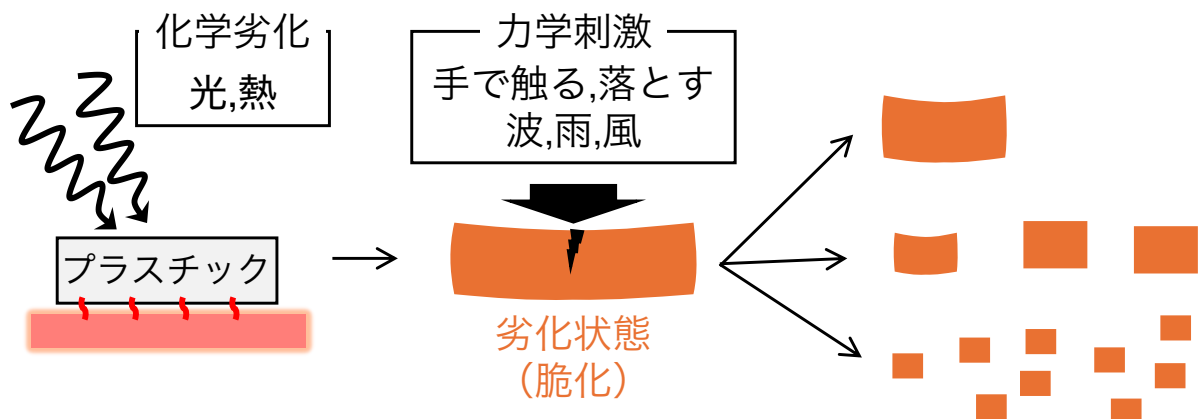 化学劣化
光,熱
力学刺激
手で触る,落とす
波,雨,風
プラスチック
劣化状態
（脆化）